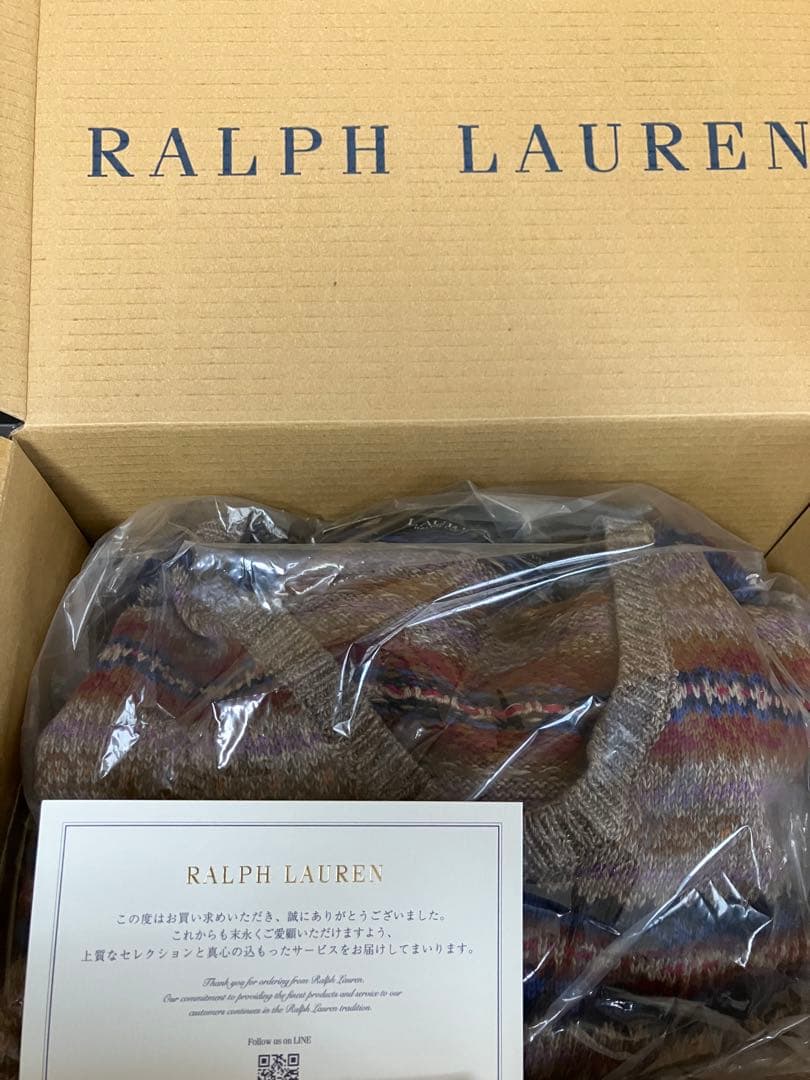 RALPH LAUREN
RALPH LAUREN
この度はお買い求めいただき、誠にありがとうございました。
これからも末永くご愛顧いただけますよう、
上質なセレクションと真心の込もったサービスをお届けしてまいります。
Thank you for ordering from Ralph Lauren.
Our commitment to providing the finest products and service to our
customers continues in the Ralph Lauren tradition.
Follow us on LINE